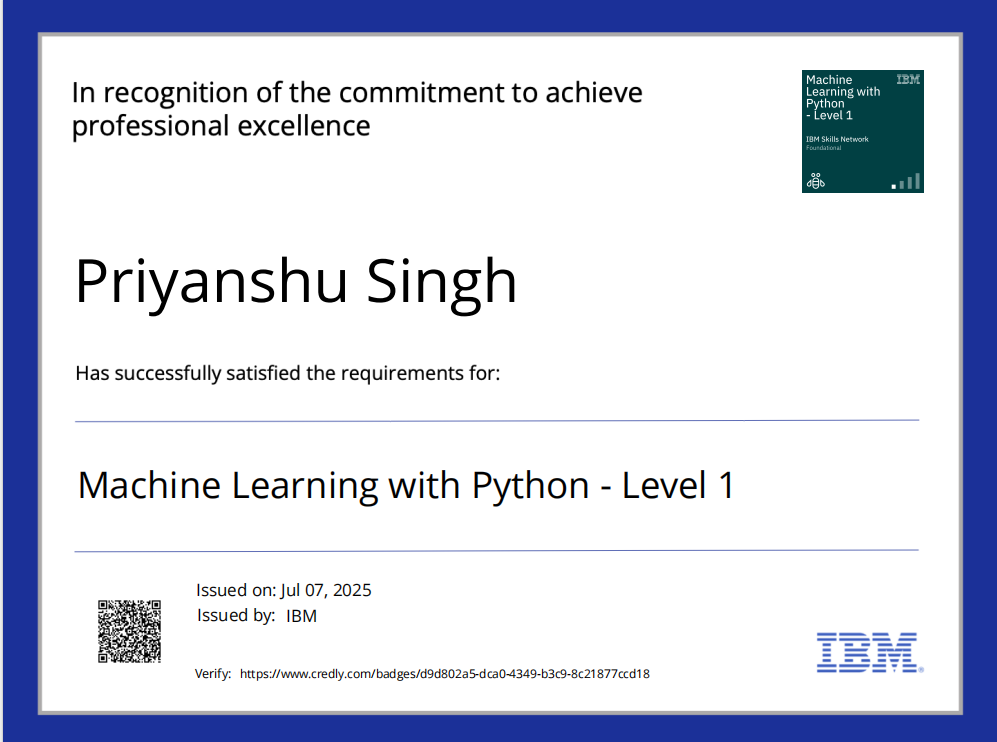 In recognition of the commitment to achieve
professional excellence
Machine
Learning with
Python
- Level 1
IBM
IBM Skills Network
Foundational
Priyanshu Singh
Has successfully satisfied the requirements for:
Machine Learning with Python - Level 1
Issued on: Jul 07, 2025
Issued by: IBM
Verify: https://www.credly.com/badges/d9d802a5-dca0-4349-b3c9-8c21877ccd18
IBM®